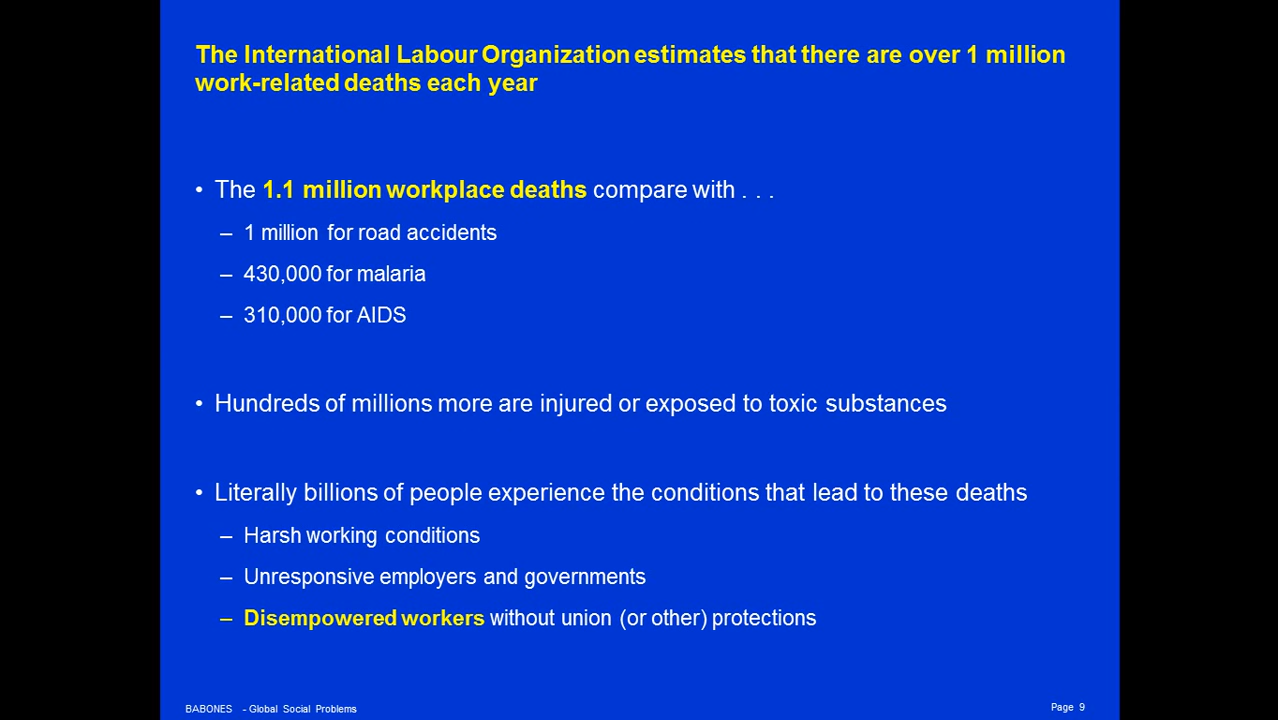 The International Labour Organization estimates that there are over 1 million
work-related deaths each year
• The 1.1 million workplace deaths compare with . . .
– 1 million for road accidents
– 430,000 for malaria
– 310,000 for AIDS
• Hundreds of millions more are injured or exposed to toxic substances
• Literally billions of people experience the conditions that lead to these deaths
– Harsh working conditions
– Unresponsive employers and governments
– Disempowered workers without union (or other) protections
BABONES - Global Social Problems
Page 9